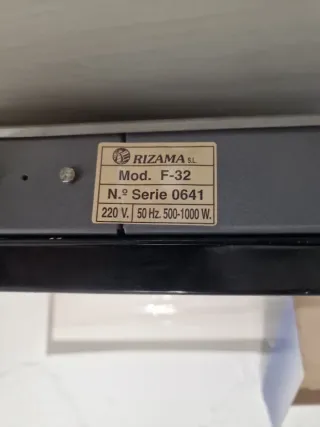 RIZAMA S.L.
Mod. F-32
N.º Serie 0641
220 V. 50 Hz. 500-1000 W.